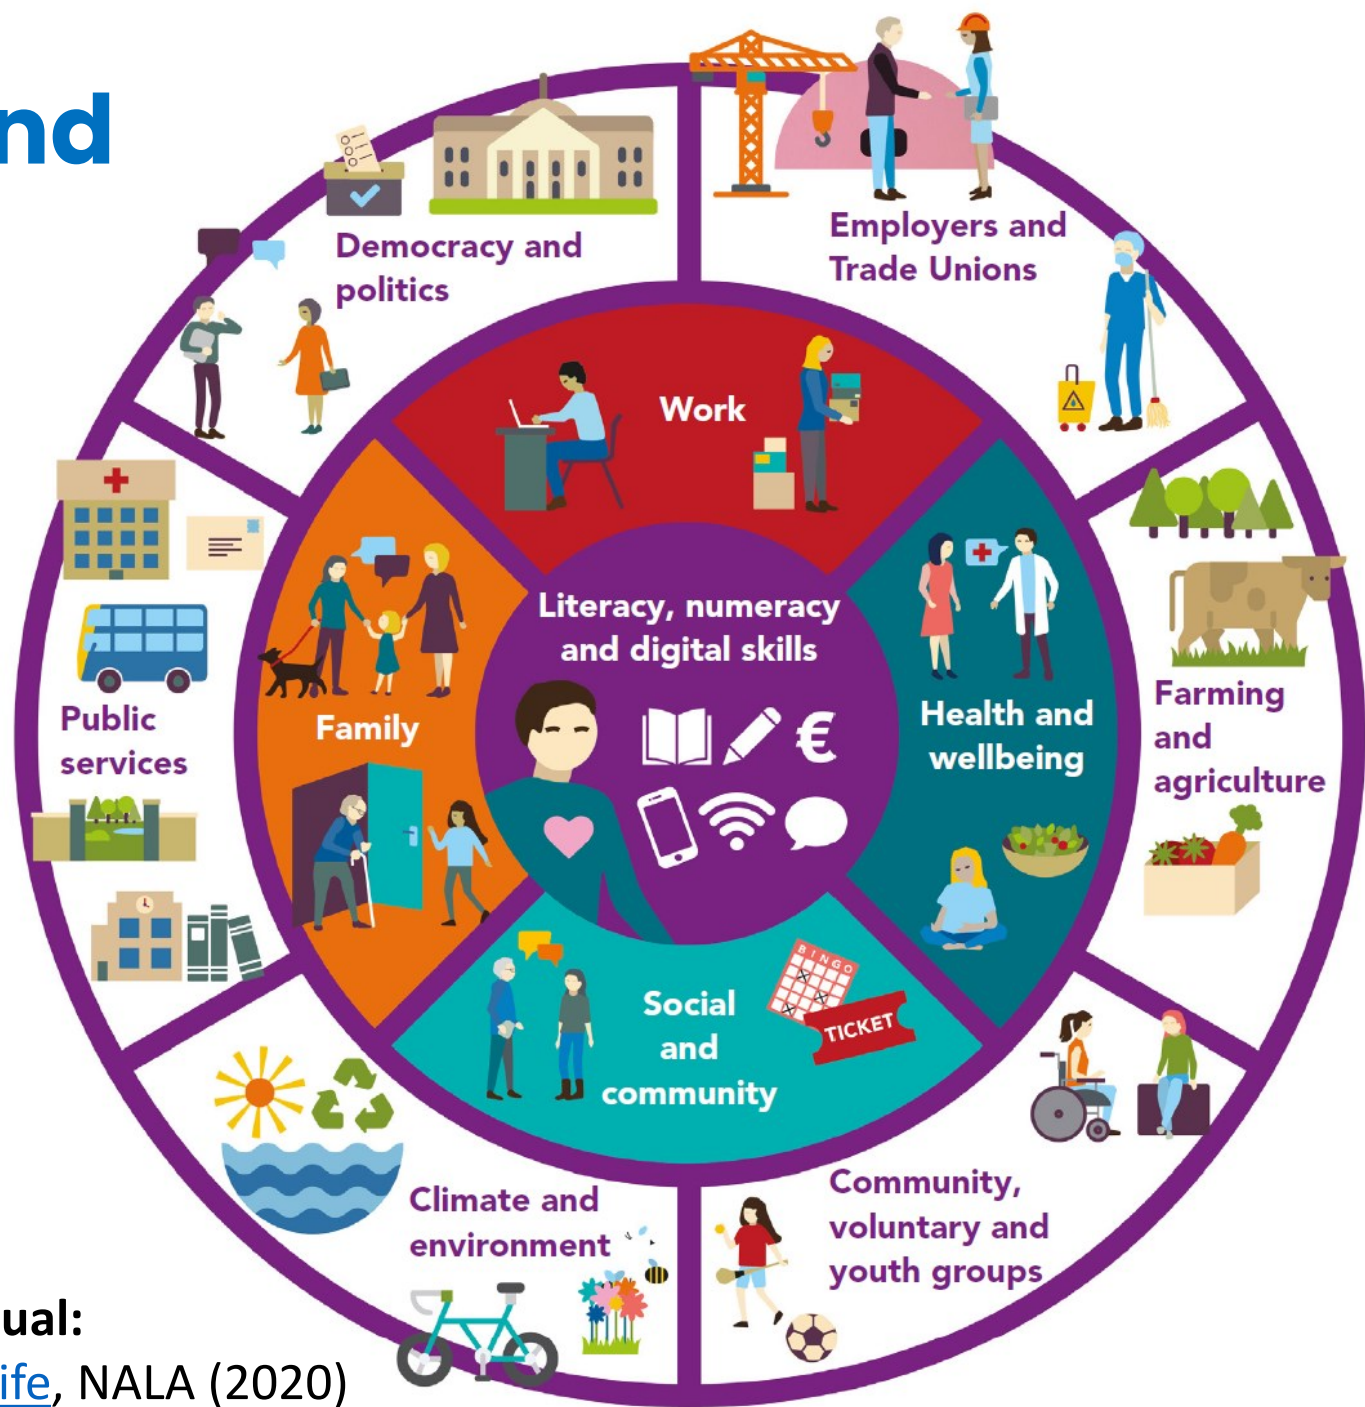 nd
Democracy and
politics
Employers and
Trade Unions
Work
Literacy, numeracy
and digital skills
€
Family
Health and
wellbeing
Public
services
Farming
and
agriculture
Social
and
community
BINGO
TICKET
Climate and
environment
Community,
voluntary and
youth groups
ual:
ife, NALA (2020)